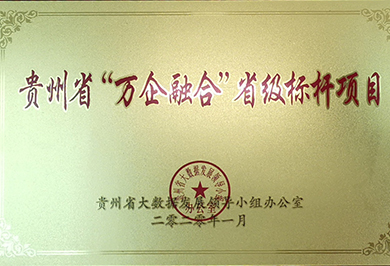 贵州省“万企融合”省级标杆项目
贵州省大数据发展领导小组办公室
二零二零年一月